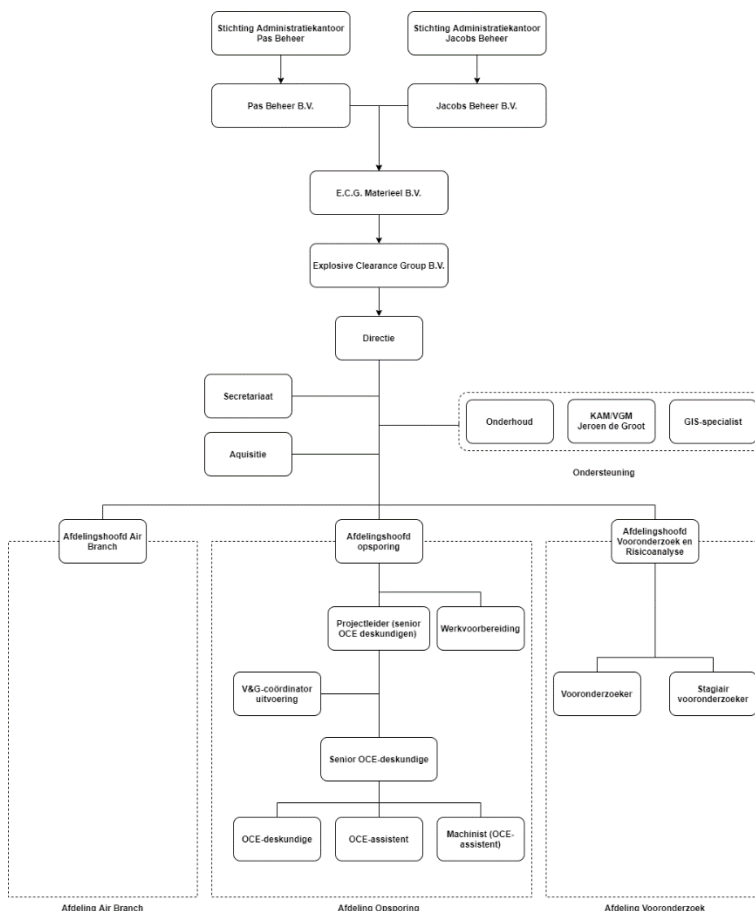 Stichting Administratiekantoor
Pas Beheer
Stichting Administratiekantoor
Jacobs Beheer
Pas Beheer B.V.
Jacobs Beheer B.V.
E.C.G. Materieel B.V.
Explosive Clearance Group B.V.
Directie
Secretariaat
Onderhoud
KAM/VGM
Jeroen de Groot
GIS-specialist
Aquisitie
Ondersteuning
Afdelingshoofd Air
Branch
Afdelingshoofd
opsporing
Afdelingshoofd
Vooronderzoek en
Risicoanalyse
Projectleider (senior
OCE deskundigen)
Werkvoorbereiding
V&G-coördinator
uitvoering
Vooronderzoeker
Stagiair
vooronderzoeker
Senior OCE-deskundige
OCE-deskundige
OCE-assistent
Machinist (OCE-
assistent)
Afdeling Air Branch
Afdeling Opsporing
Afdeling Vooronderzoek